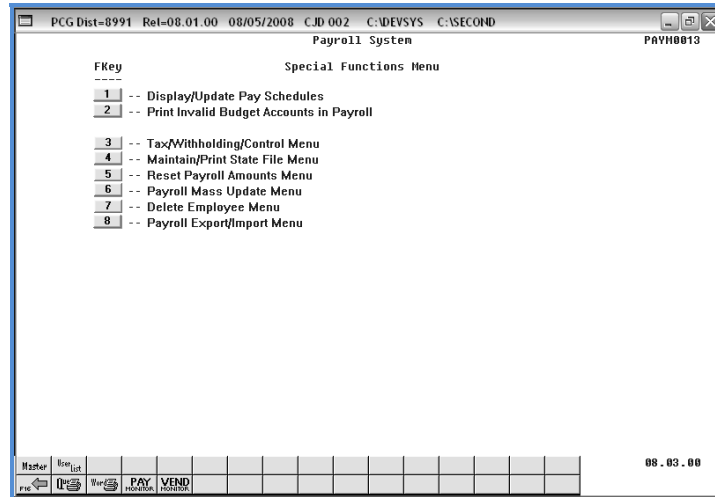 PCG Dist=8991 Rel=08.01.00 08/05/2008 CJD 002 C:\DEVSYS C:\SECOND
Payroll System PAYM0013
FKey Special Functions Menu
----
1 -- Display/Update Pay Schedules
2 -- Print Invalid Budget Accounts in Payroll
3 -- Tax/Withholding/Control Menu
4 -- Maintain/Print State File Menu
5 -- Reset Payroll Amounts Menu
6 -- Payroll Mass Update Menu
7 -- Delete Employee Menu
8 -- Payroll Export/Import Menu
Master User List 08.03.00
F16 Que Wor PAY MONITOR VEND MONITOR